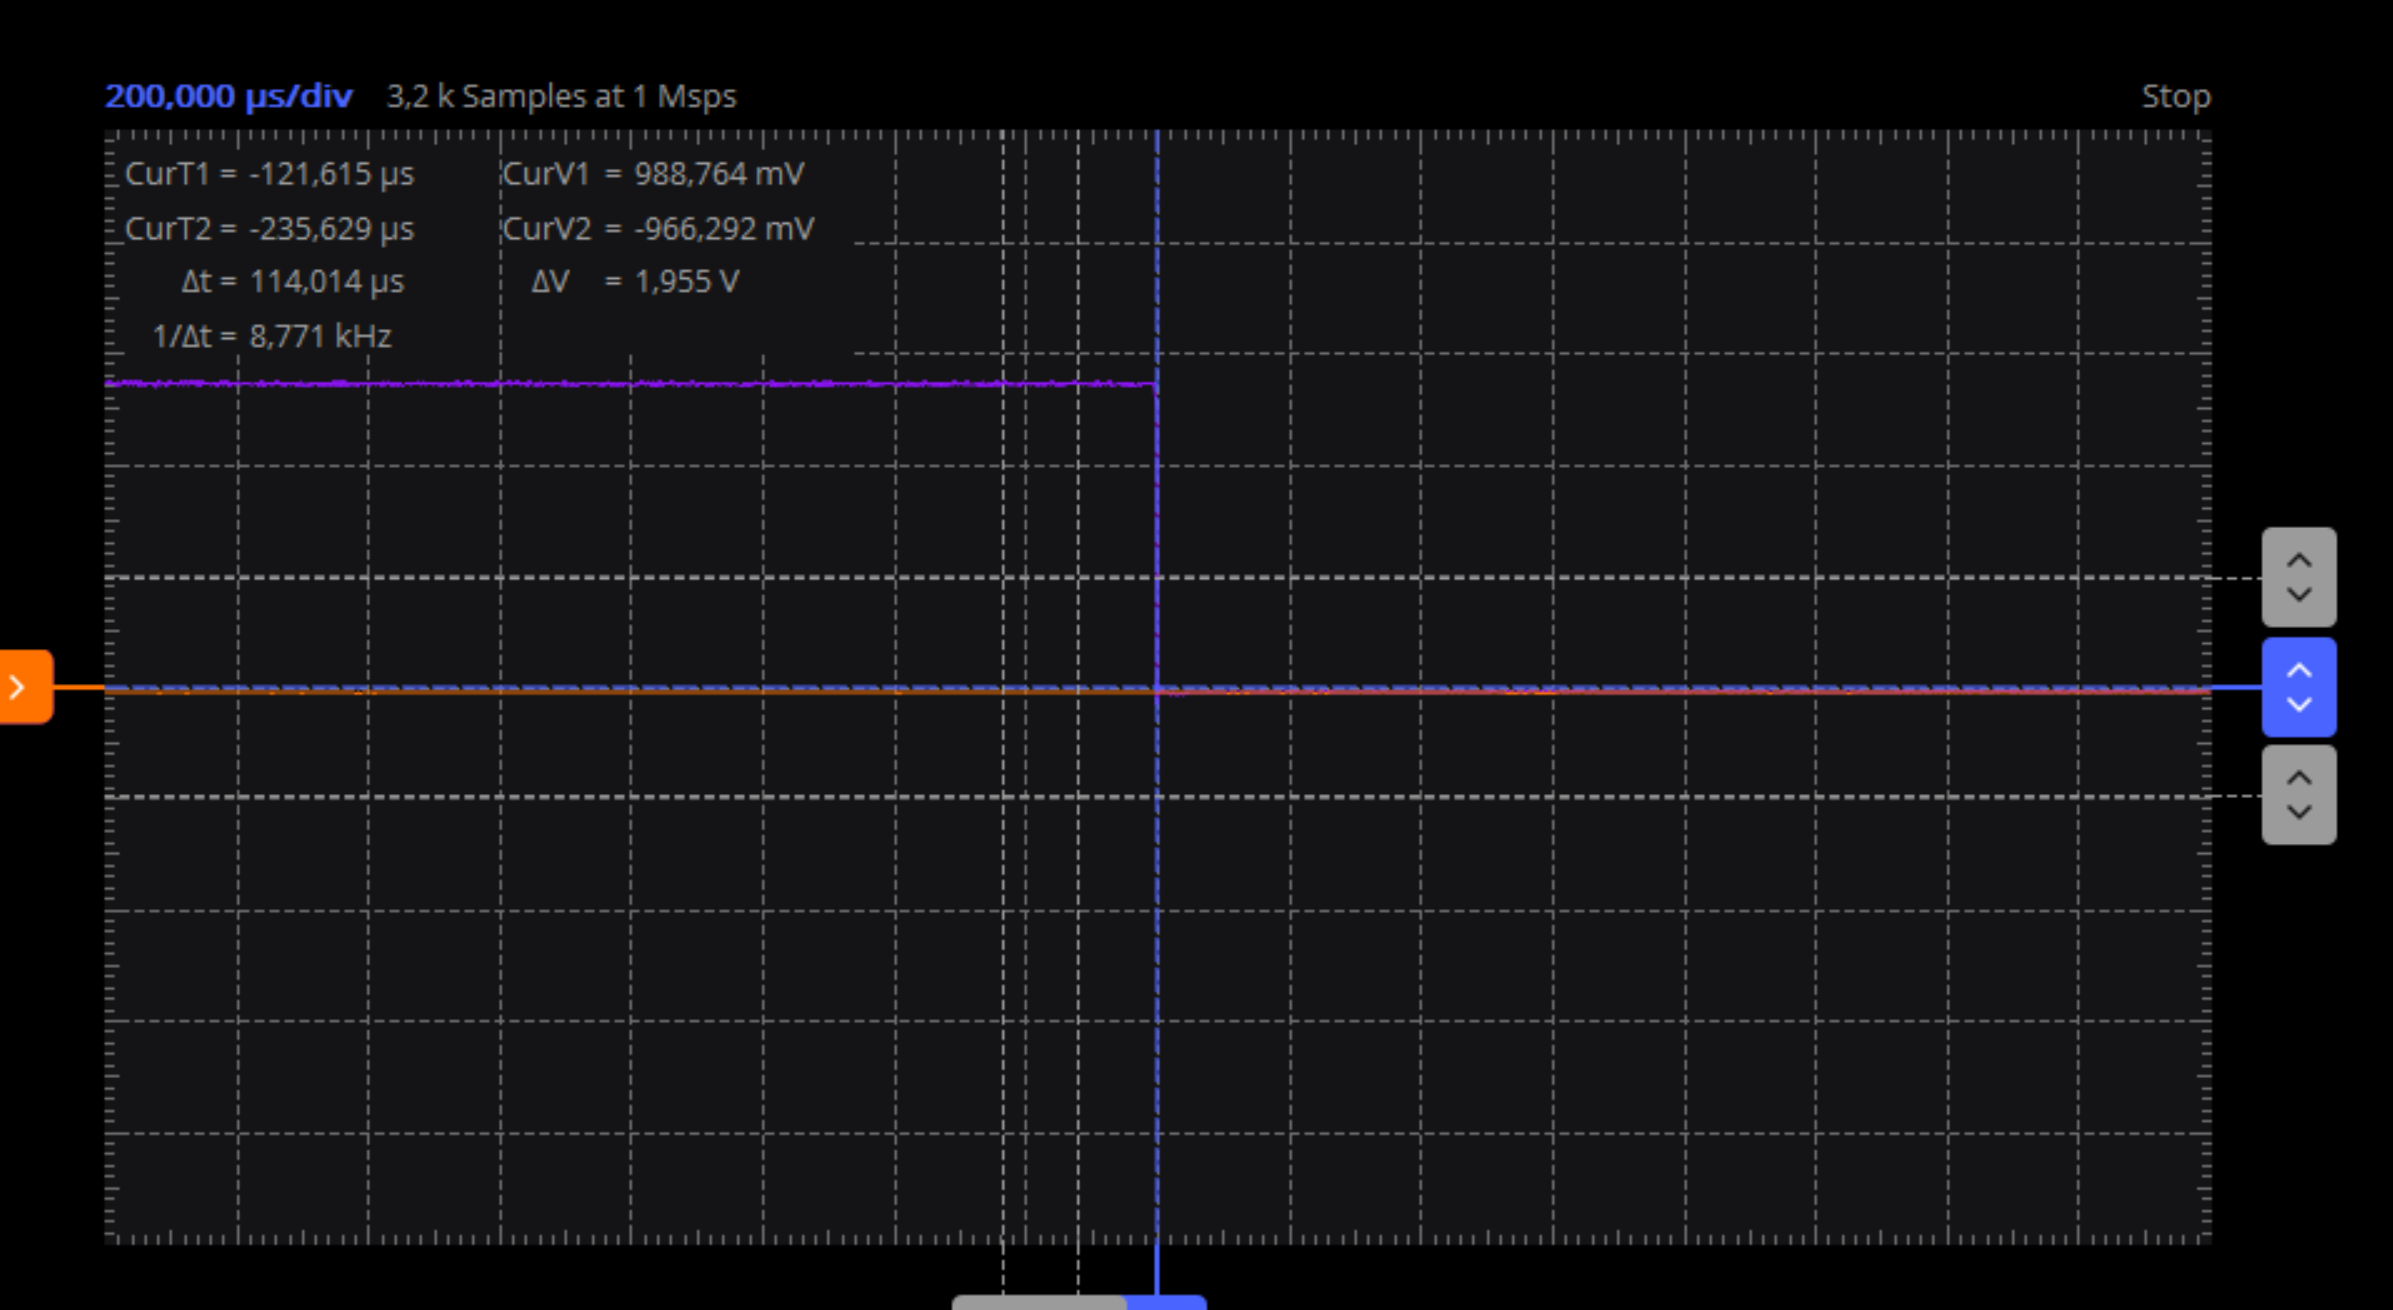 200,000 µs/div 3,2 k Samples at 1 Msps Stop
CurT1 = -121,615 µs CurV1 = 988,764 mV
CurT2 = -235,629 µs CurV2 = -966,292 mV
Δt = 114,014 µs ΔV = 1,955 V
1/Δt = 8,771 kHz